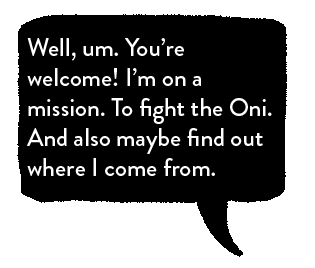 Well, um. You're
welcome! I'm on a
mission. To fight the Oni.
And also maybe find out
where I come from.